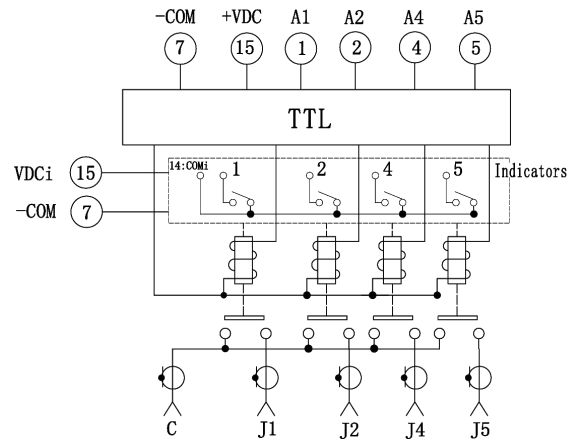 -COM +VDC A1 A2 A4 A5
7 15 1 2 4 5
TTL
14:COMi 1 2 4 5
VDCi 15 Indicators
-COM 7
C J1 J2 J4 J5